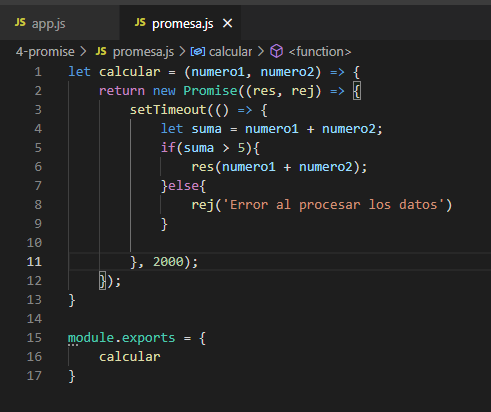 JS app.js JS promesa.js ×
4-promise > JS promesa.js > calcular > <function>
1 let calcular = (numero1, numero2) => {
2 return new Promise((res, rej) => {
3 setTimeout(() => {
4 let suma = numero1 + numero2;
5 if(suma > 5){
6 res(numero1 + numero2);
7 }else{
8 rej('Error al procesar los datos')
9 }
10
11 }, 2000);
12 });
13 }
14
15 module.exports = {
16 calcular
17 }